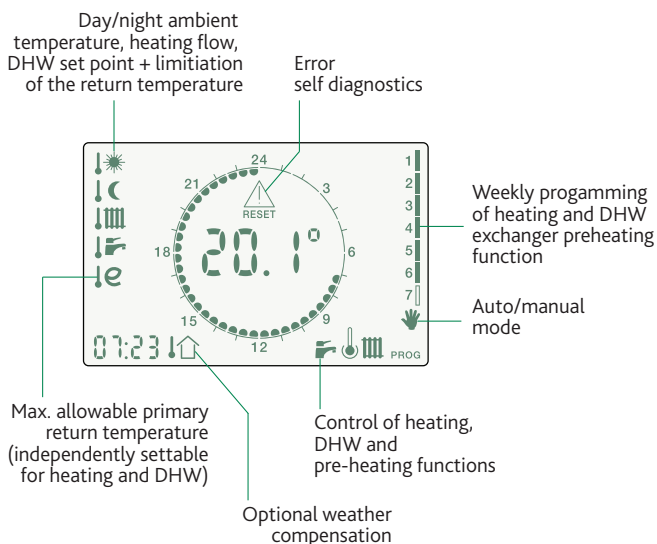 Day/night ambient
temperature, heating flow,
DHW set point + limitiation
of the return temperature
Error
self diagnostics
24
3
6
9
12
15
18
21
RESET
20.1°
1
2
3
4
5
6
7
07:23
PROG
Weekly progamming
of heating and DHW
exchanger preheating
function
Auto/manual
mode
Max. allowable primary
return temperature
(independently settable
for heating and DHW)
Control of heating,
DHW and
pre-heating functions
Optional weather
compensation